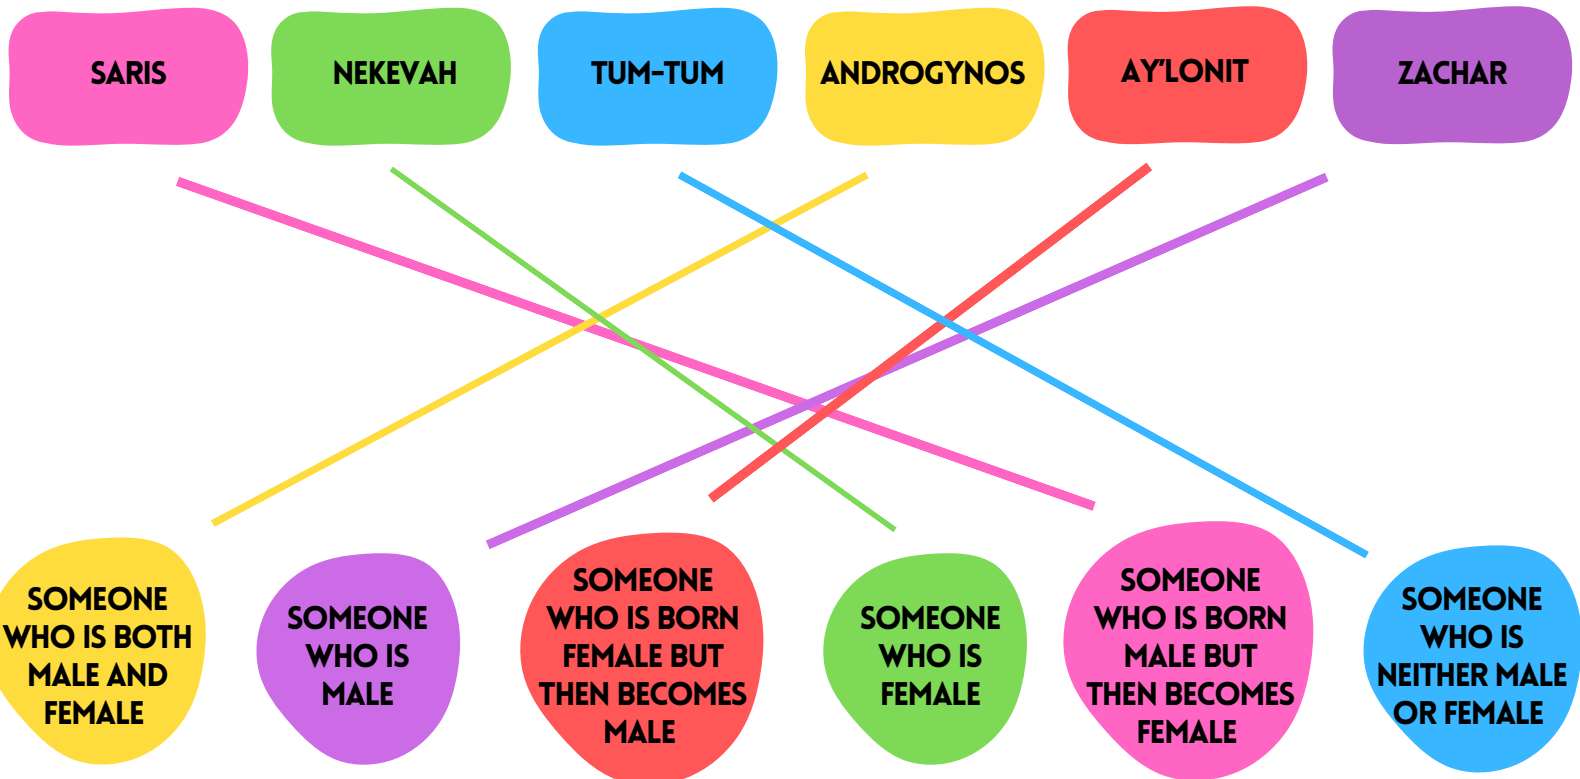 SARIS
NEKEVAH
TUM-TUM
ANDROGYNOS
AY'LONIT
ZACHAR
SOMEONE
WHO IS BOTH
MALE AND
FEMALE
SOMEONE
WHO IS
MALE
SOMEONE
WHO IS BORN
FEMALE BUT
THEN BECOMES
MALE
SOMEONE
WHO IS
FEMALE
SOMEONE
WHO IS BORN
MALE BUT
THEN BECOMES
FEMALE
SOMEONE
WHO IS
NEITHER MALE
OR FEMALE